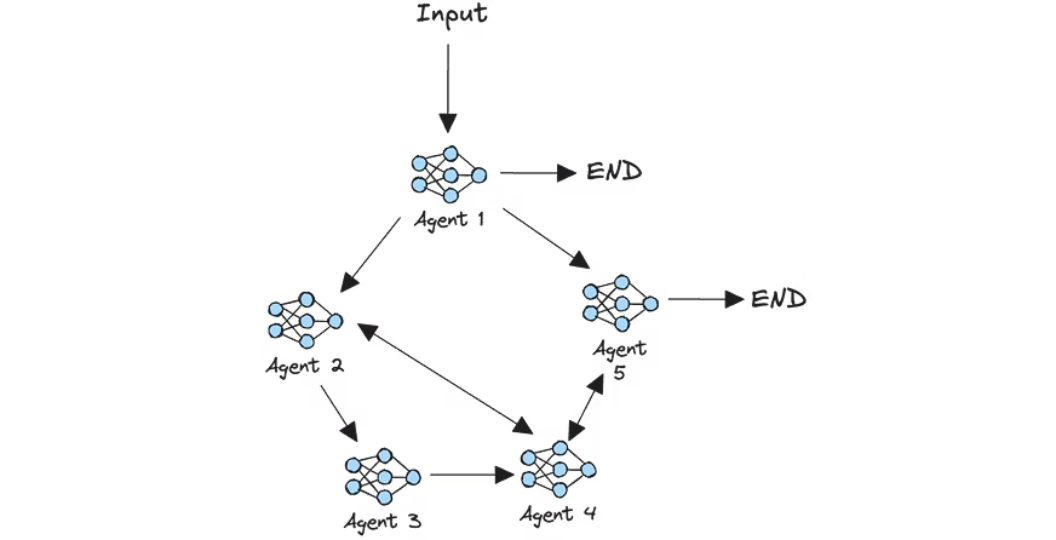 Input
END
Agent 1
END
Agent
5
Agent 2
Agent 3
Agent 4